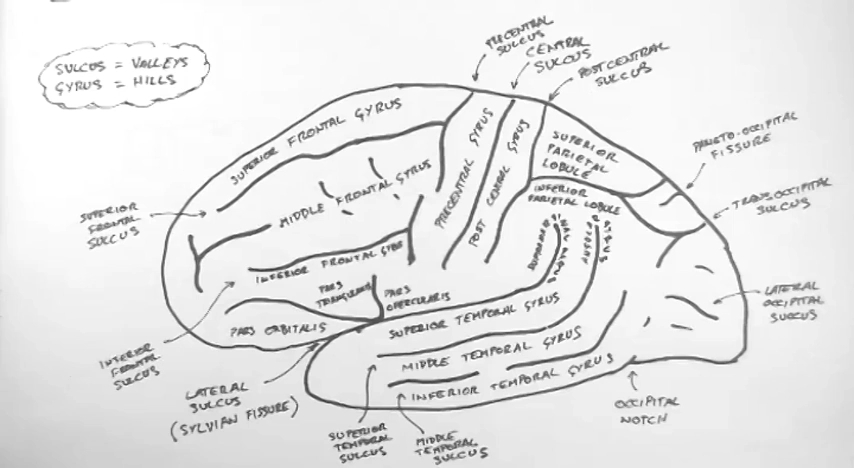 SULCUS = VALLEYS
GYRUS = HILLS
PRECENTRAL
SULCUS
CENTRAL
SULCUS
POSTCENTRAL
SULCUS
SUPERIOR FRONTAL GYRUS
MIDDLE FRONTAL GYRUS
INFERIOR FRONTAL GYRUS
PRECENTRAL GYRUS
POST CENTRAL GYRUS
SUPERIOR
PARIETAL
LOBULE
INFERIOR
PARIETAL LOBULE
PARIETO-OCCIPITAL
FISSURE
TRANSOCCIPITAL
SULCUS
SUPERIOR
FRONTAL
SULCUS
PARS
TRIANGULARIS
PARS
OPERCULARIS
PARS ORBITALIS
GYRUS
SUPERIOR TEMPORAL GYRUS
MIDDLE TEMPORAL GYRUS
INFERIOR TEMPORAL GYRUS
LATERAL
OCCIPITAL
SULCUS
INFERIOR
FRONTAL
SULCUS
LATERAL
SULCUS
(SYLVIAN FISSURE)
SUPERIOR
TEMPORAL
SULCUS
MIDDLE
TEMPORAL
SULCUS
OCCIPITAL
NOTCH